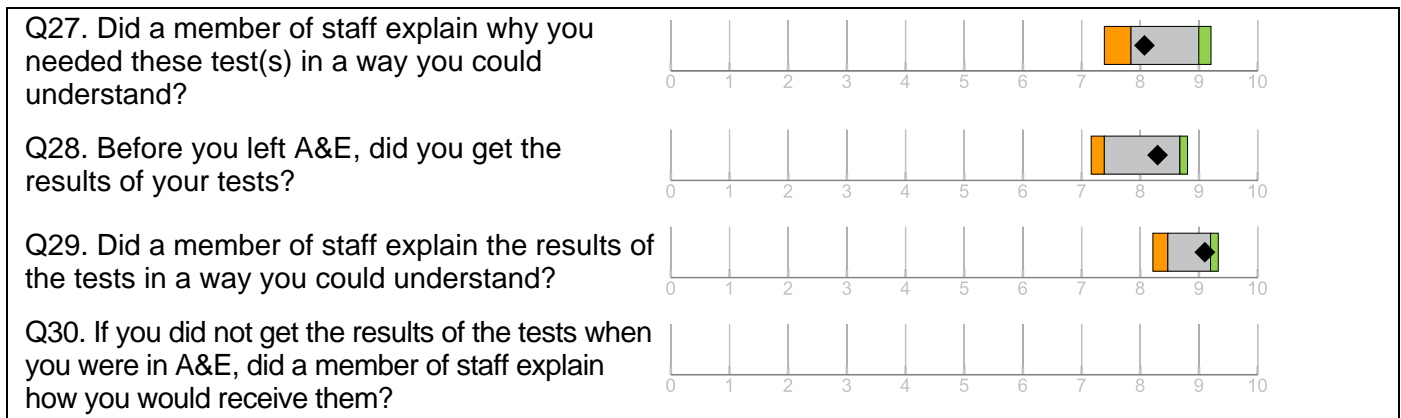 Q27. Did a member of staff explain why you
needed these test(s) in a way you could
understand?
0 1 2 3 4 5 6 7 8 9 10
Q28. Before you left A&E, did you get the
results of your tests?
0 1 2 3 4 5 6 7 8 9 10
Q29. Did a member of staff explain the results of
the tests in a way you could understand?
0 1 2 3 4 5 6 7 8 9 10
Q30. If you did not get the results of the tests when
you were in A&E, did a member of staff explain
how you would receive them?
0 1 2 3 4 5 6 7 8 9 10